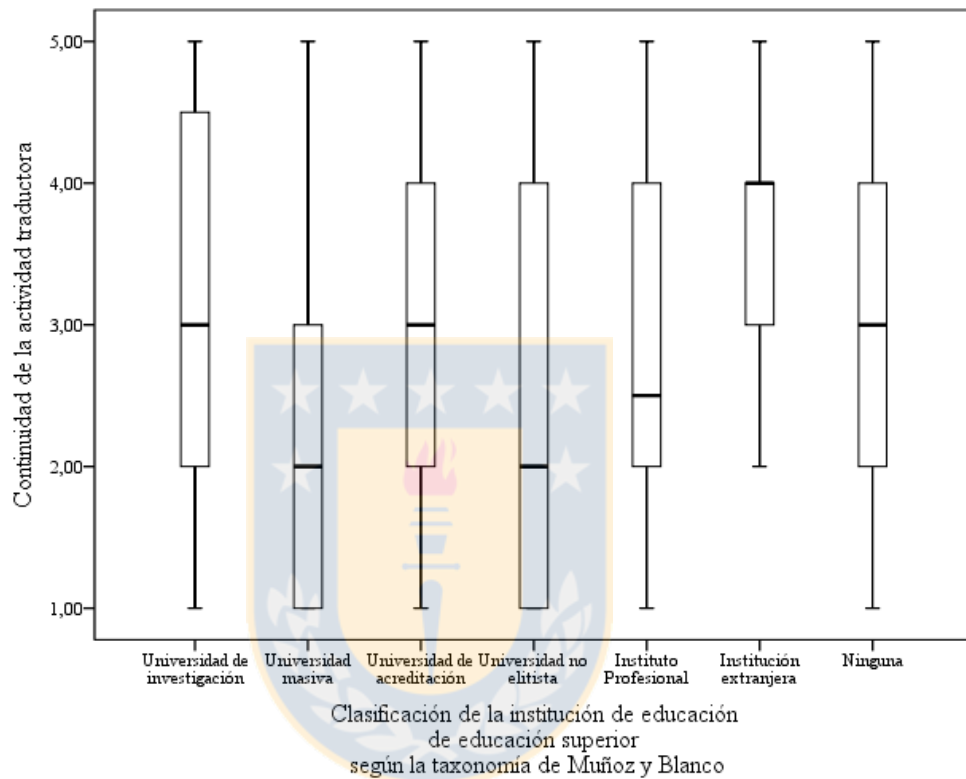 Continuidad de la actividad traductora
5,00
4,00
3,00
2,00
1,00
Universidad de
investigación
Universidad
masiva
Universidad de
acreditación
Universidad no
elitista
Instituto
Profesional
Institución
extranjera
Ninguna
Clasificación de la institución de educación
de educación superior
según la taxonomía de Muñoz y Blanco